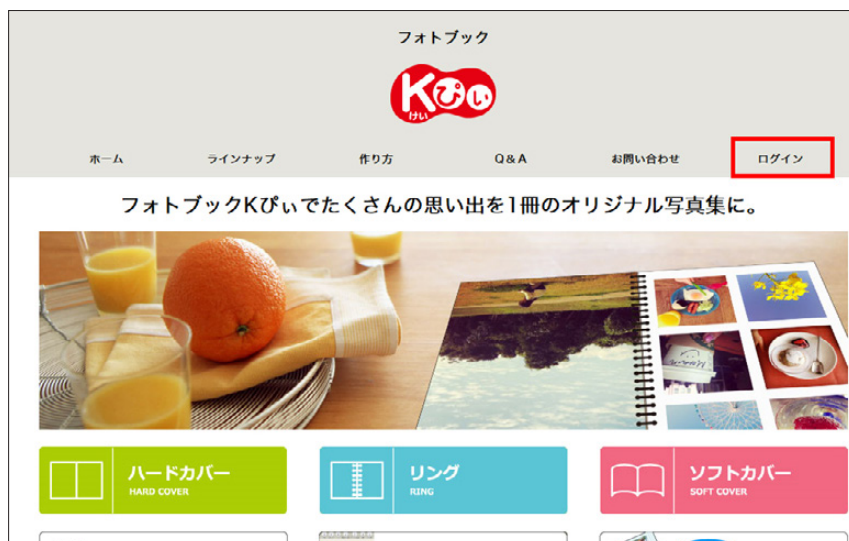 フォトブック
Kぴぃ
けい
ホーム
ラインナップ
作り方
Q&A
お問い合わせ
ログイン
フォトブックKぴぃでたくさんの思い出を1冊のオリジナル写真集に。
ハードカバー
HARD COVER
リング
RING
ソフトカバー
SOFT COVER